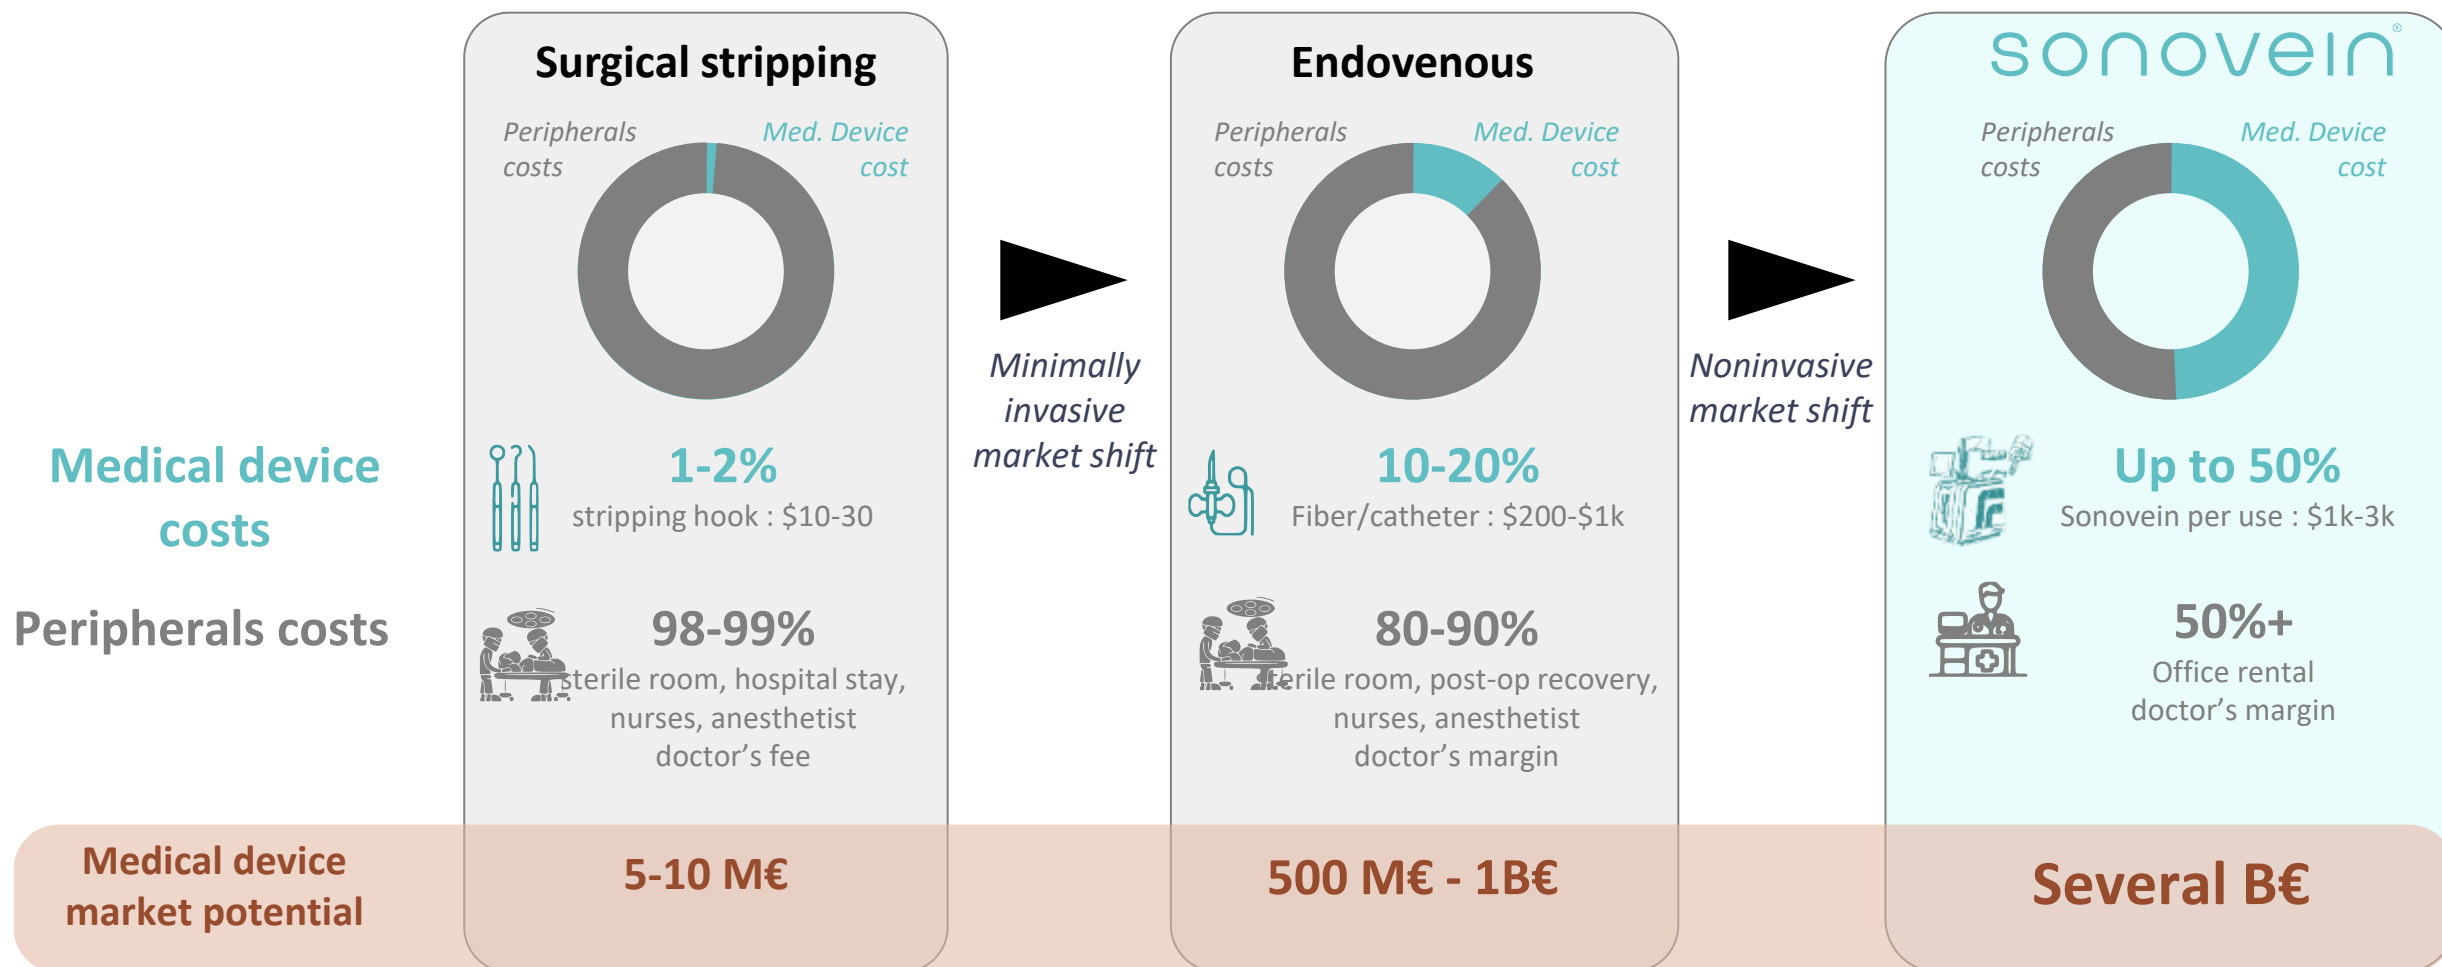 Surgical stripping
Peripherals
costs
Med. Device
cost
1-2%
stripping hook : $10-30
98-99%
sterile room, hospital stay,
nurses, anesthetist
doctor's fee
5-10 M€
Minimally
invasive
market shift
Endovenous
Peripherals
costs
Med. Device
cost
10-20%
Fiber/catheter : $200-$1k
80-90%
sterile room, post-op recovery,
nurses, anesthetist
doctor's margin
500 M€ - 1B€
Noninvasive
market shift
sonovein®
Peripherals
costs
Med. Device
cost
Up to 50%
Sonovein per use : $1k-3k
50%+
Office rental
doctor's margin
Several B€
Medical device
costs
Peripherals costs
Medical device
market potential